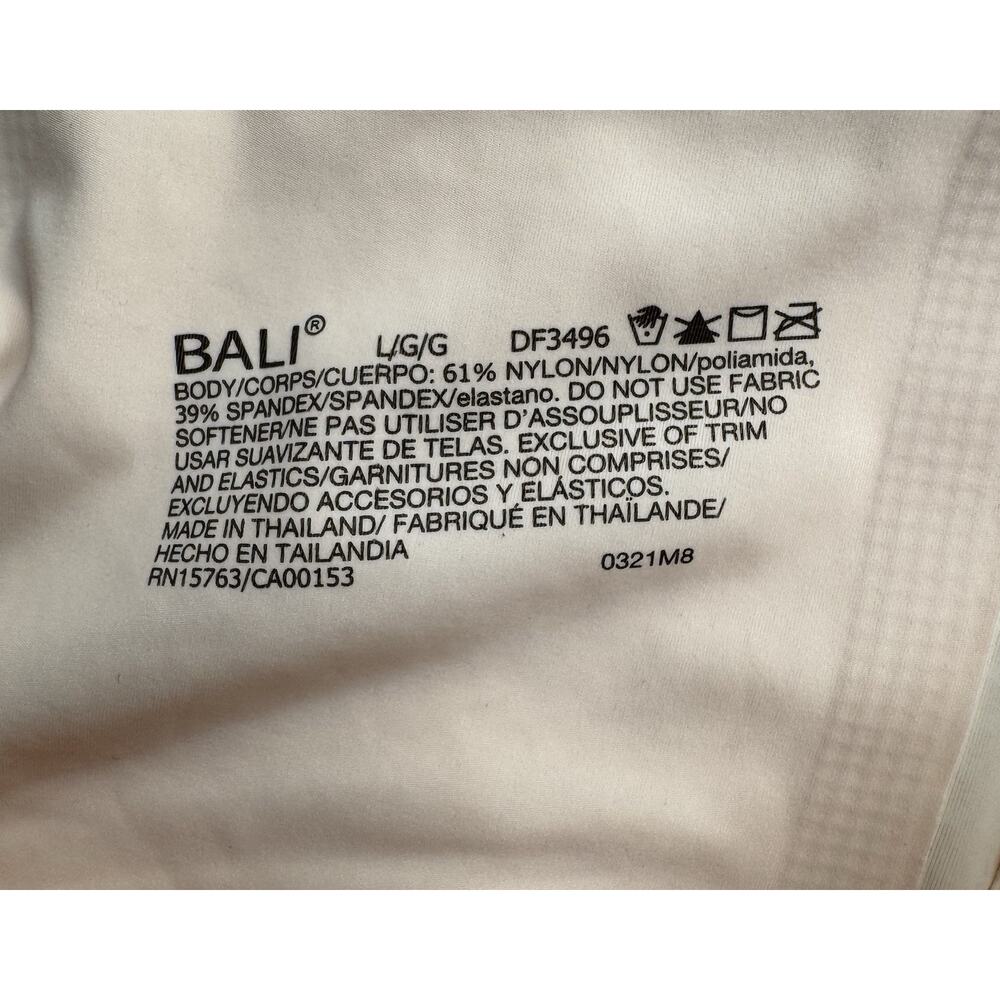 BALI® L/G/G DF3496
BODY/CORPS/CUERPO: 61% NYLON/NYLON/poliamida,
39% SPANDEX/SPANDEX/elastano. DO NOT USE FABRIC
SOFTENER/NE PAS UTILISER D'ASSOUPLISSEUR/NO
USAR SUAVIZANTE DE TELAS. EXCLUSIVE OF TRIM
AND ELASTICS/GARNITURES NON COMPRISES/
EXCLUYENDO ACCESORIOS Y ELÁSTICOS.
MADE IN THAILAND/ FABRIQUÉ EN THAÏLANDE/
HECHO EN TAILANDIA
RN15763/CA00153 0321M8